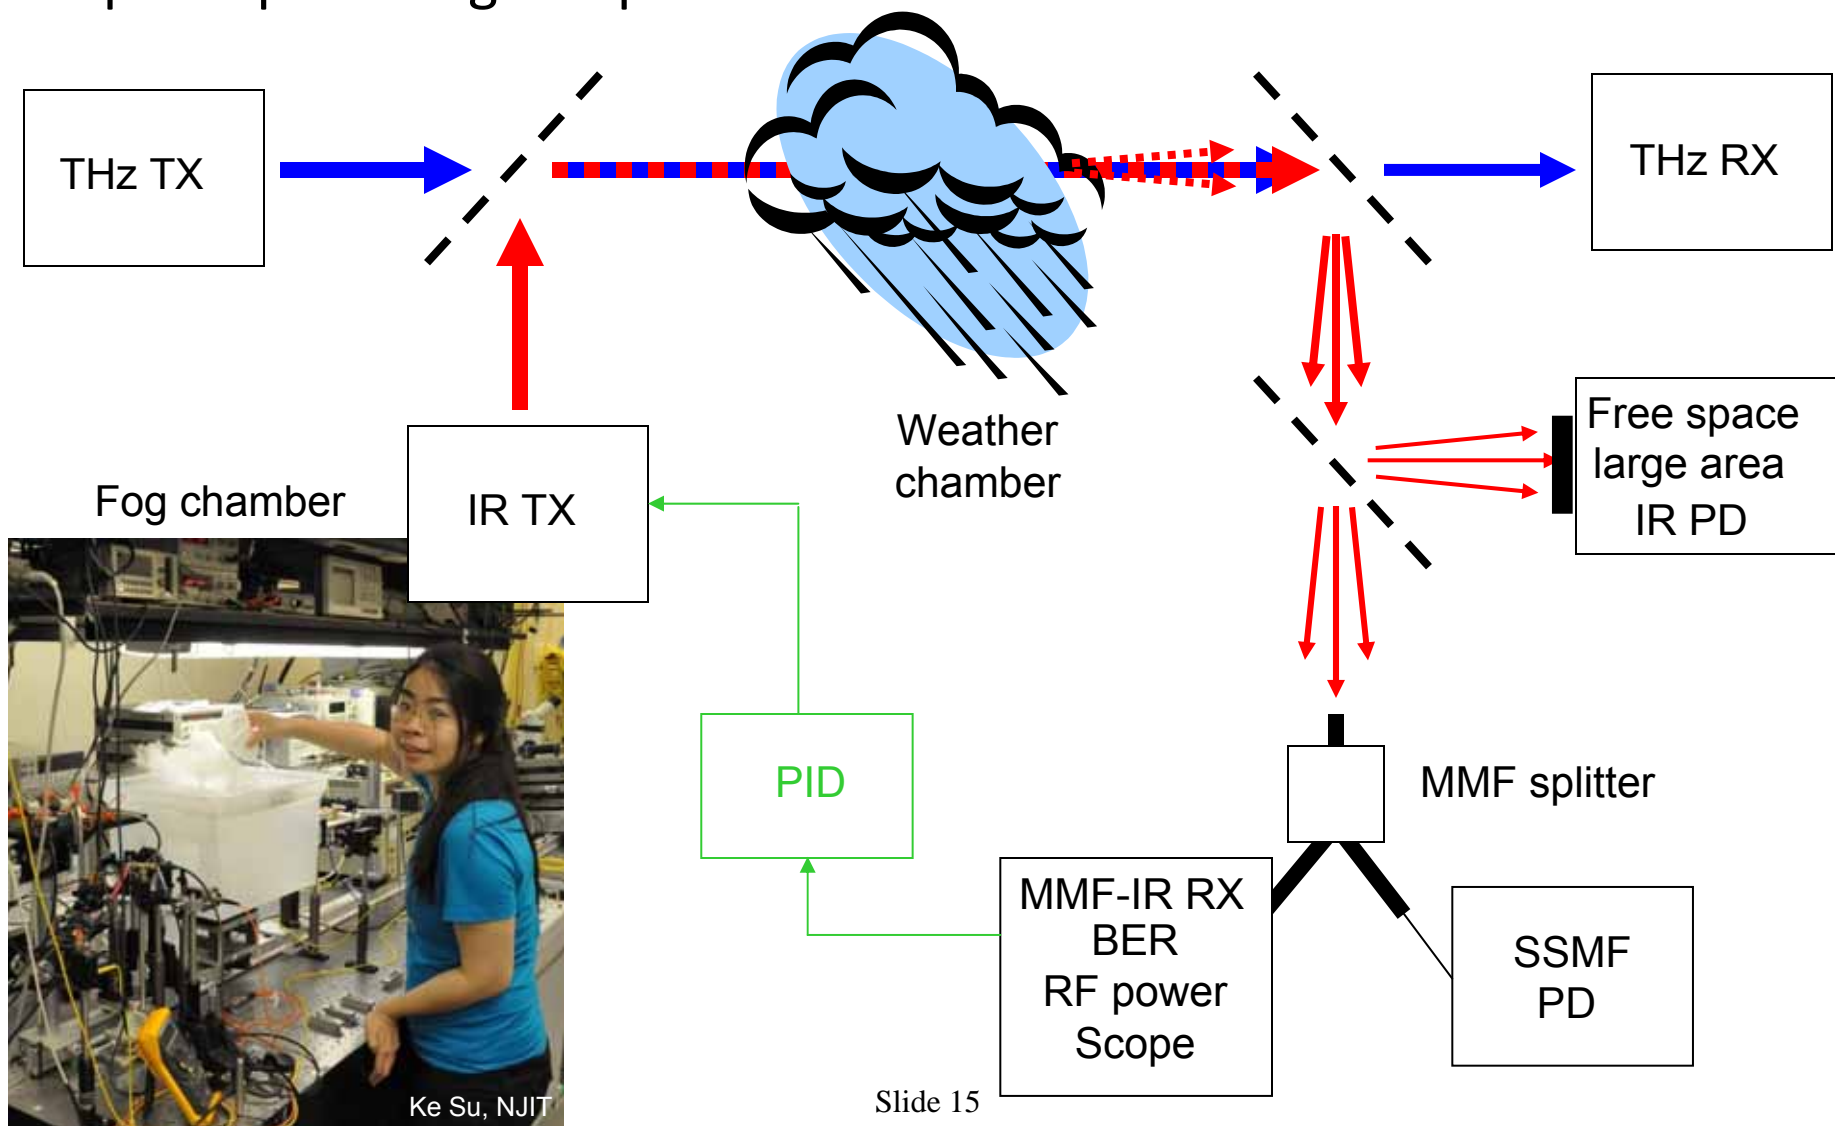 THz TX
THz RX
Weather
chamber
Free space
large area
IR PD
Fog chamber
IR TX
PID
MMF splitter
MMF-IR RX
BER
RF power
Scope
SSMF
PD
Ke Su, NJIT
Slide 15